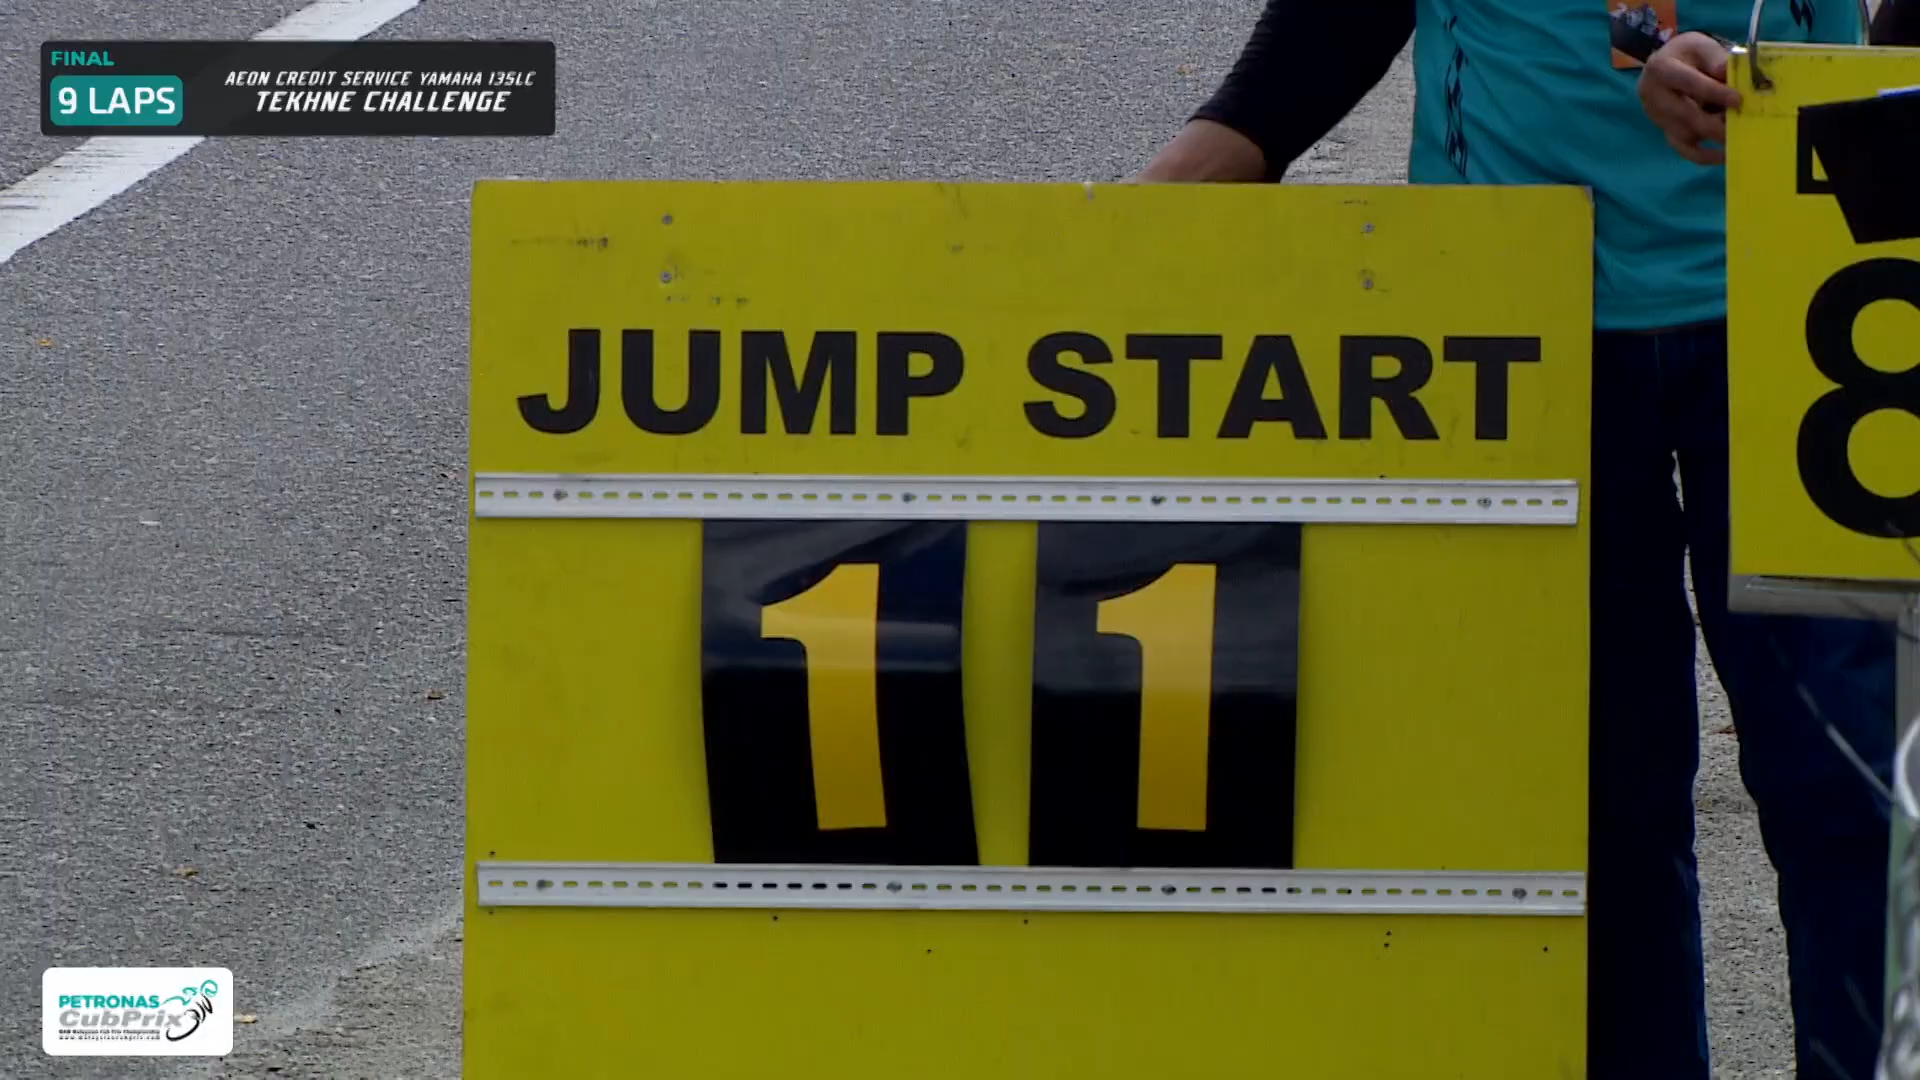 FINAL
9 LAPS
AEON CREDIT SERVICE YAMAHA 135LC
TEKHNE CHALLENGE
JUMP START
11
8
PETRONAS
CubPrix